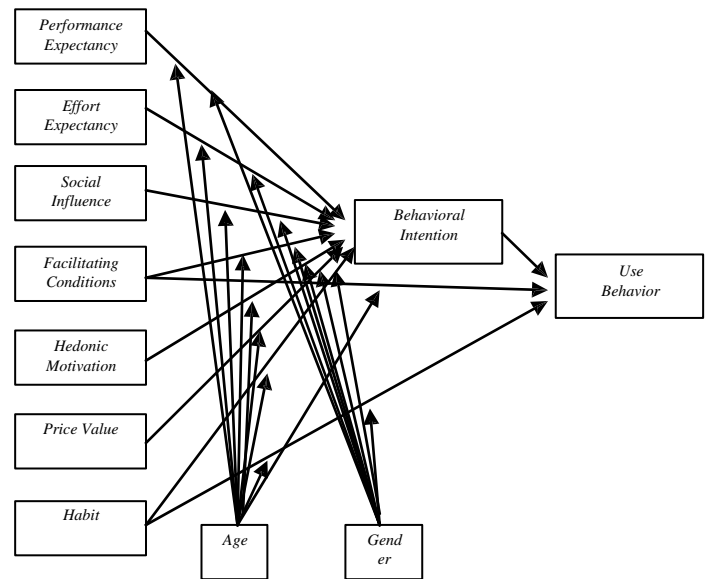 Performance
Expectancy
Effort
Expectancy
Social
Influence
Facilitating
Conditions
Hedonic
Motivation
Price Value
Habit
Age
Gend
er
Behavioral
Intention
Use
Behavior